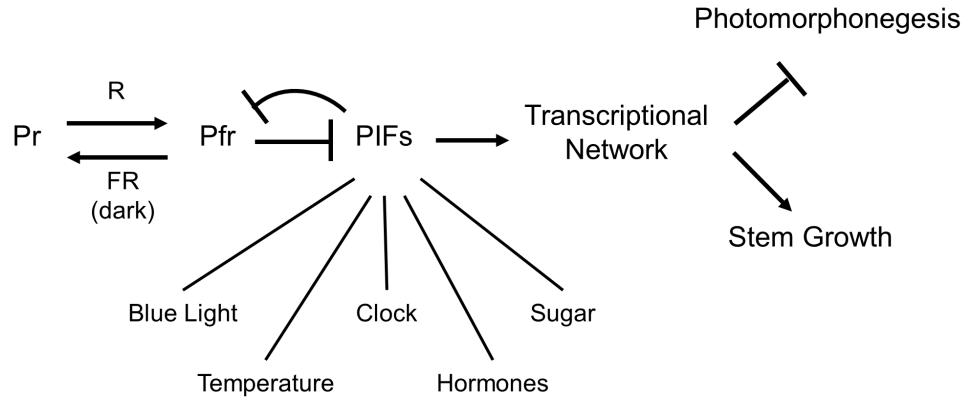 Photomorphonegesis
R
Pr
Pfr
PIFs
Transcriptional
Network
FR
(dark)
Stem Growth
Blue Light
Clock
Sugar
Temperature
Hormones